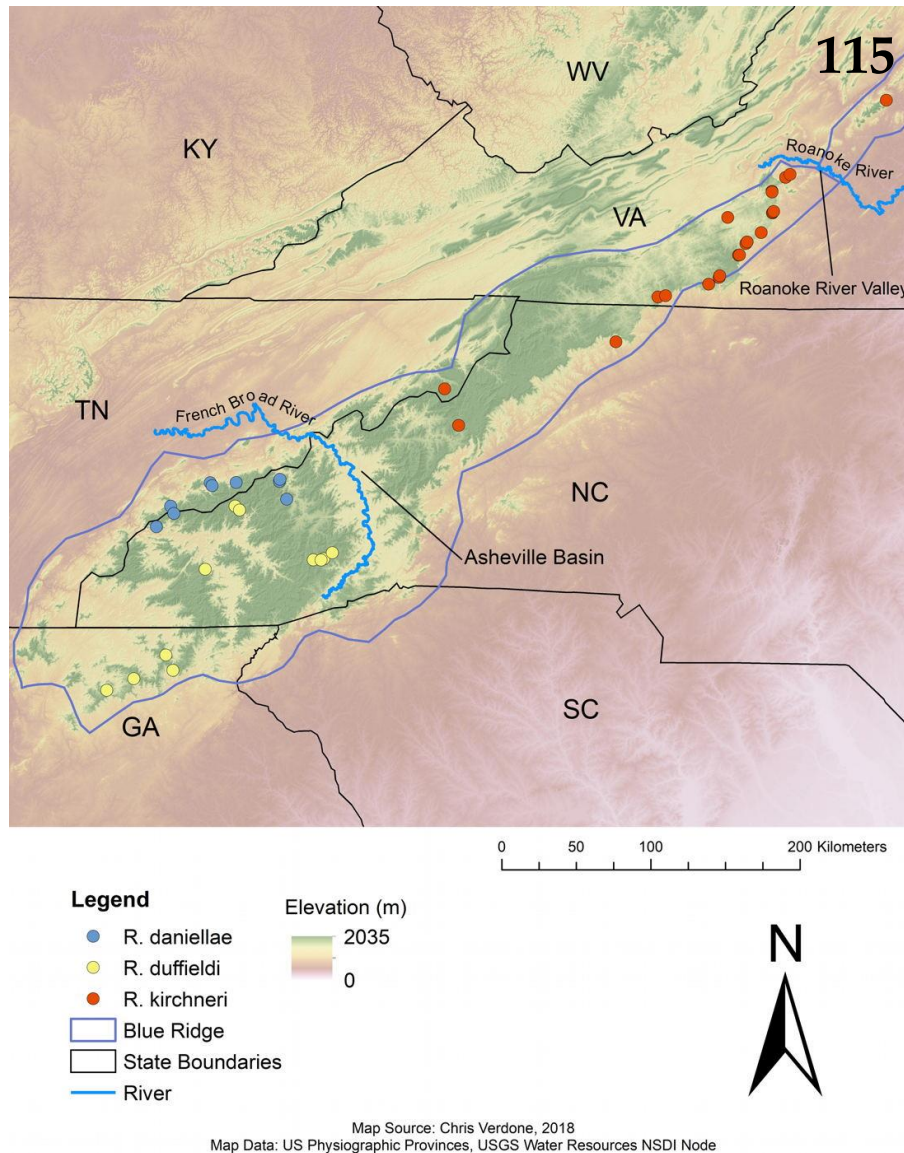 115
WV
KY
Roanoke River
VA
Roanoke River Valley
TN
French Broad River
NC
Asheville Basin
SC
GA
0 50 100 200 Kilometers
Legend
R. daniellae
R. duffieldi
R. kirchneri
Blue Ridge
State Boundaries
River
Elevation (m)
2035
0
N
Map Source: Chris Verdone, 2018
Map Data: US Physiographic Provinces, USGS Water Resources NSDI Node